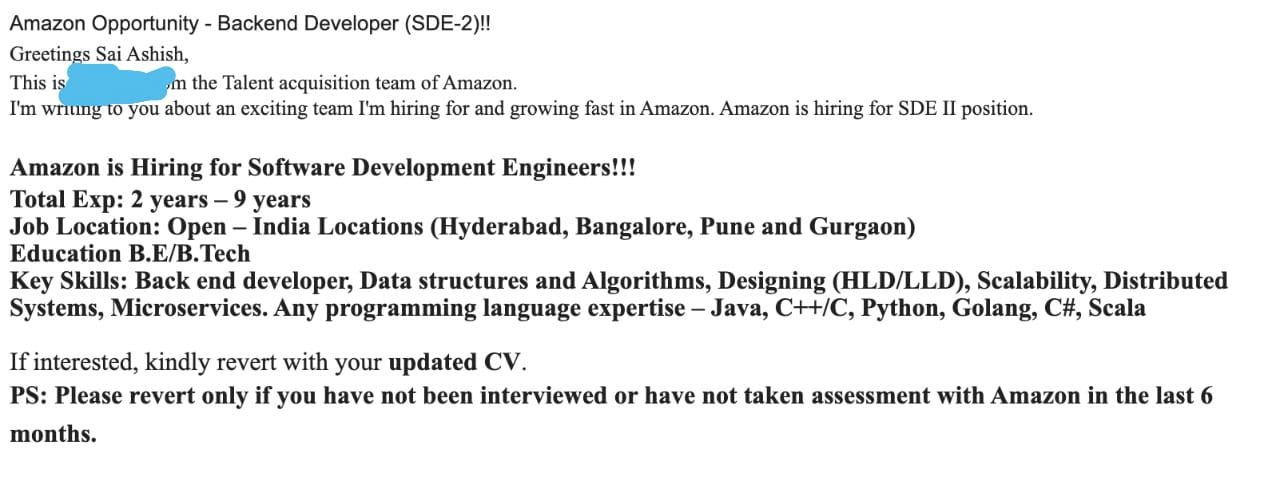 Amazon Opportunity - Backend Developer (SDE-2)!!
Greetings Sai Ashish,
This is the Talent acquisition team of Amazon.
I'm writing to you about an exciting team I'm hiring for and growing fast in Amazon. Amazon is hiring for SDE II position.
Amazon is Hiring for Software Development Engineers!!!
Total Exp: 2 years – 9 years
Job Location: Open – India Locations (Hyderabad, Bangalore, Pune and Gurgaon)
Education B.E/B.Tech
Key Skills: Back end developer, Data structures and Algorithms, Designing (HLD/LLD), Scalability, Distributed
Systems, Microservices. Any programming language expertise – Java, C++/C, Python, Golang, C#, Scala
If interested, kindly revert with your updated CV.
PS: Please revert only if you have not been interviewed or have not taken assessment with Amazon in the last 6
months.